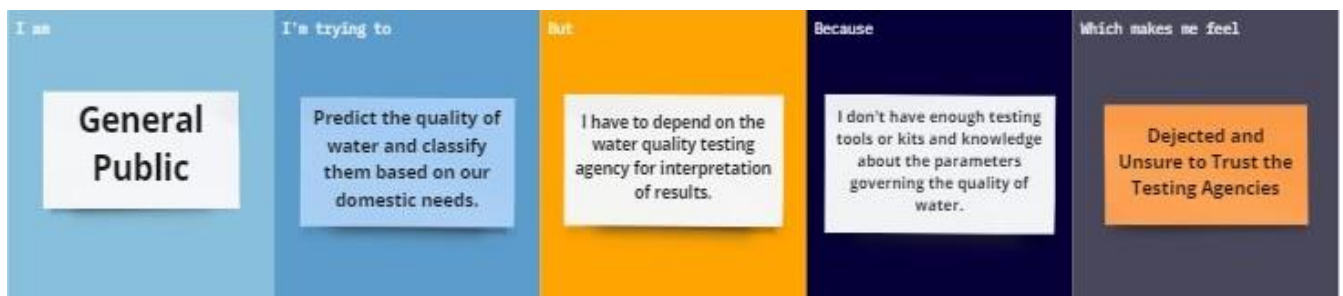 I am
General
Public
I'm trying to
Predict the quality of
water and classify
them based on our
domestic needs.
But
I have to depend on the
water quality testing
agency for interpretation
of results.
Because
I don't have enough testing
tools or kits and knowledge
about the parameters
governing the quality of
water.
Which makes me feel
Dejected and
Unsure to Trust the
Testing Agencies